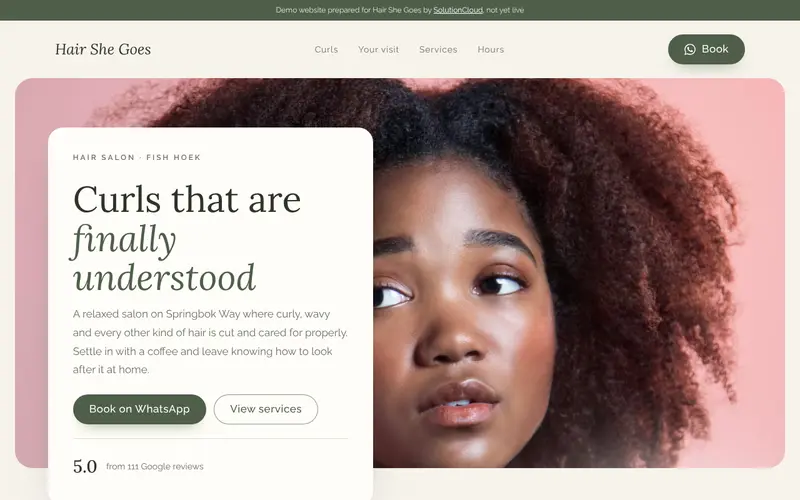 Demo website prepared for Hair She Goes by SolutionCloud, not yet live
Hair She Goes
Curls
Your visit
Services
Hours
Book
HAIR SALON · FISH HOEK
Curls that are
finally
understood
A relaxed salon on Springbok Way where curly, wavy
and every other kind of hair is cut and cared for properly.
Settle in with a coffee and leave knowing how to look
after it at home.
Book on WhatsApp
View services
5.0 from 111 Google reviews